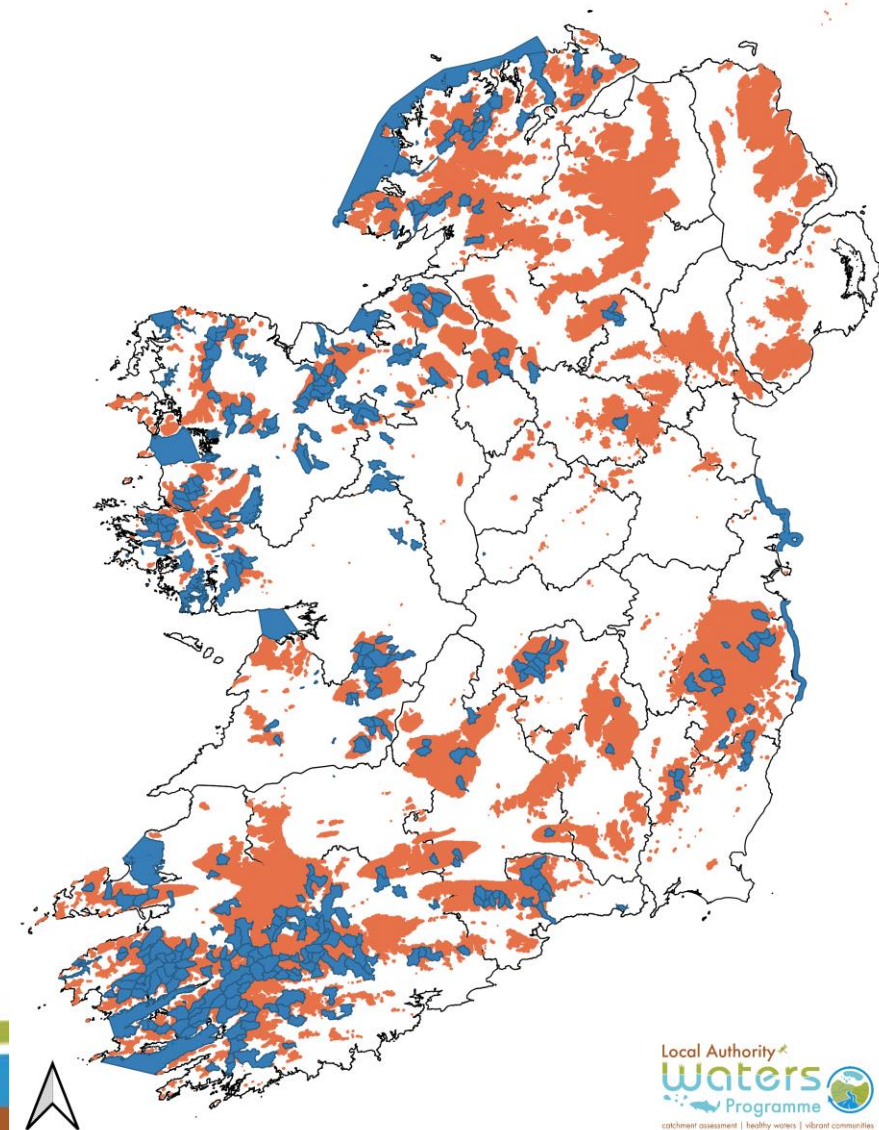 Local Authority
Waters
Programme
catchment assessment | healthy waters | vibrant communities